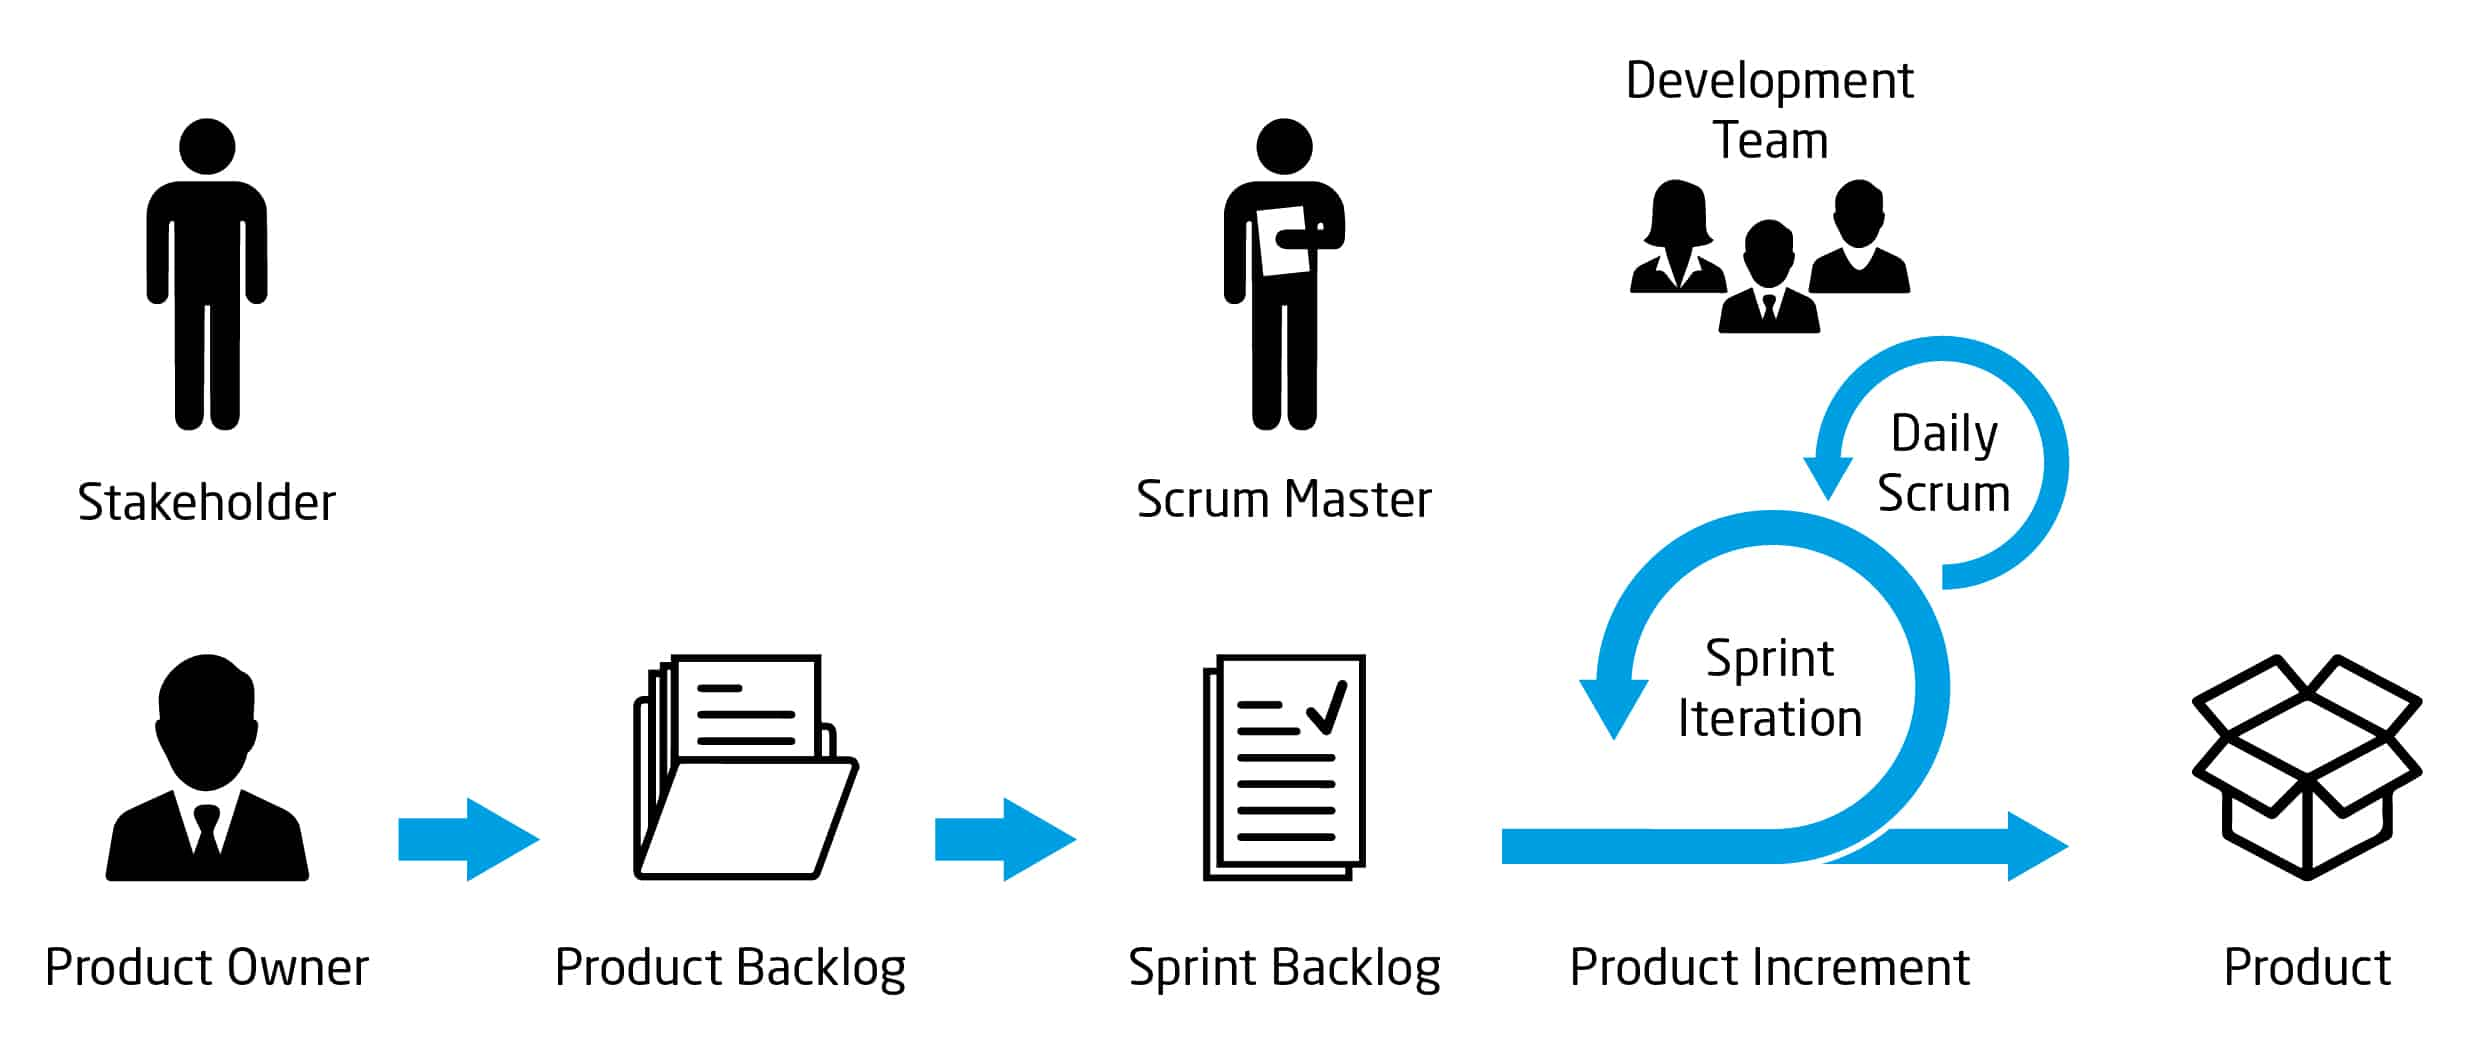 Development
Team
Stakeholder
Scrum Master
Daily
Scrum
Sprint
Iteration
Product Owner
Product Backlog
Sprint Backlog
Product Increment
Product